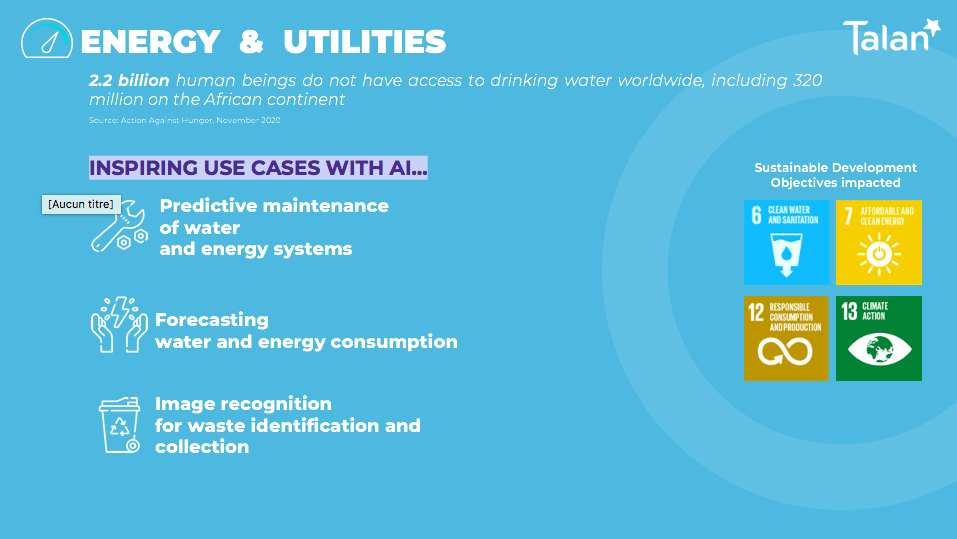 ENERGY & UTILITIES
Talan
2.2 billion human beings do not have access to drinking water worldwide, including 320
million on the African continent
Source: Action Against Hunger, November 2020
INSPIRING USE CASES WITH AI...
[Aucun titre]
Predictive maintenance
of water
and energy systems
Forecasting
water and energy consumption
Image recognition
for waste identification and
collection
Sustainable Development
Objectives impacted
6 CLEAN WATER
AND SANITATION
7 AFFORDABLE AND
CLEAN ENERGY
12 RESPONSIBLE
CONSUMPTION
AND PRODUCTION
13 CLIMATE
ACTION